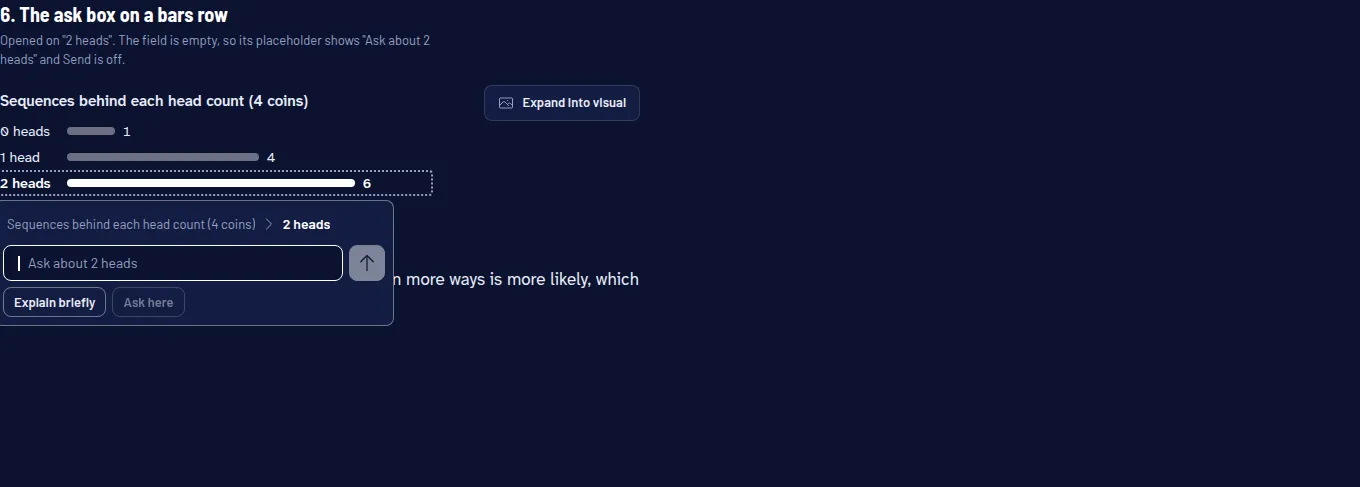 6. The ask box on a bars row
Opened on "2 heads". The field is empty, so its placeholder shows "Ask about 2
heads" and Send is off.
Sequences behind each head count (4 coins)
Expand into visual
0 heads 1
1 head 4
2 heads 6
Sequences behind each head count (4 coins) > 2 heads
Ask about 2 heads
more ways is more likely, which
Explain briefly Ask here